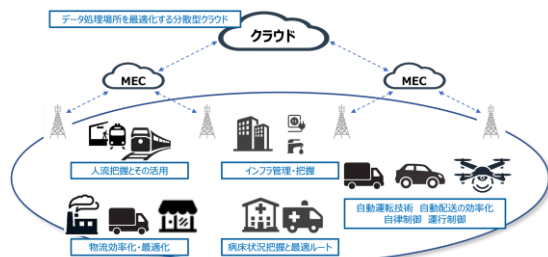 データ処理場所を最適化する分散型クラウド
クラウド
MEC
MEC
人流把握とその活用
インフラ管理・把握
自動運転技術 自動配送の効率化
自律制御 運行制御
物流効率化・最適化
病床状況把握と最適ルート